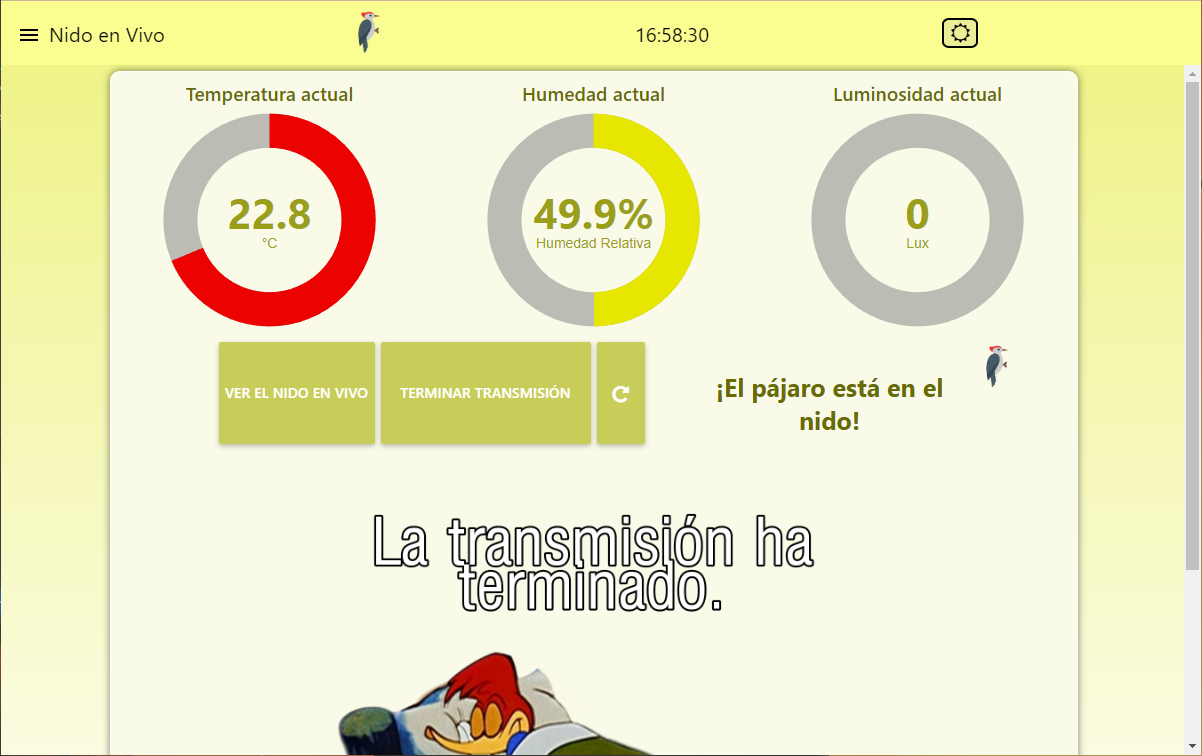 Nido en Vivo
16:58:30
Temperatura actual
Humedad actual
Luminosidad actual
22.8
°C
49.9%
Humedad Relativa
0
Lux
VER EL NIDO EN VIVO
TERMINAR TRANSMISIÓN
¡El pájaro está en el
nido!
La transmisión ha
terminado.